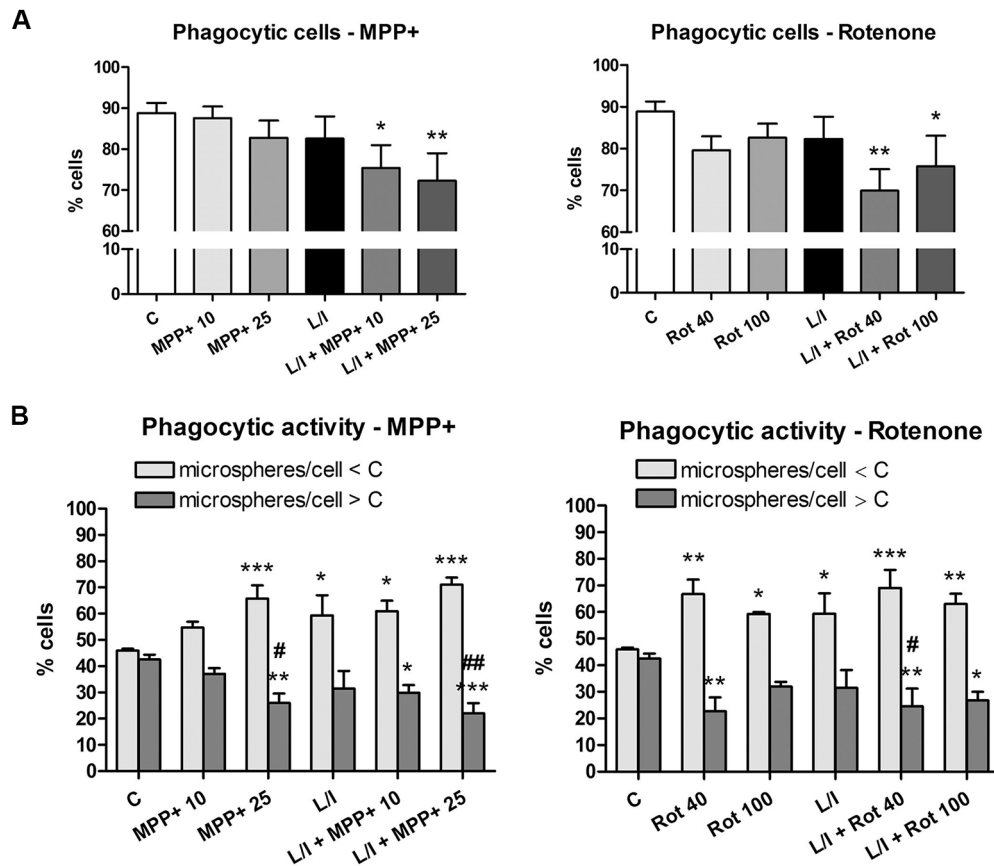 A
Phagocytic cells - MPP+
% cells
100
90
80
70
60
10
0
C
MPP+ 10
MPP+ 25
L/I
L/I + MPP+ 10
L/I + MPP+ 25
*
**
Phagocytic cells - Rotenone
% cells
100
90
80
70
60
10
0
C
Rot 40
Rot 100
L/I
L/I + Rot 40
L/I + Rot 100
**
*
B
Phagocytic activity - MPP+
microspheres/cell < C
microspheres/cell > C
% cells
100
90
80
70
60
50
40
30
20
10
0
***
#
**
*
*
*
***
##
***
C
MPP+ 10
MPP+ 25
L/I
L/I + MPP+ 10
L/I + MPP+ 25
Phagocytic activity - Rotenone
microspheres/cell < C
microspheres/cell > C
% cells
100
90
80
70
60
50
40
30
20
10
0
**
**
*
*
***
#
**
**
*
C
Rot 40
Rot 100
L/I
L/I + Rot 40
L/I + Rot 100